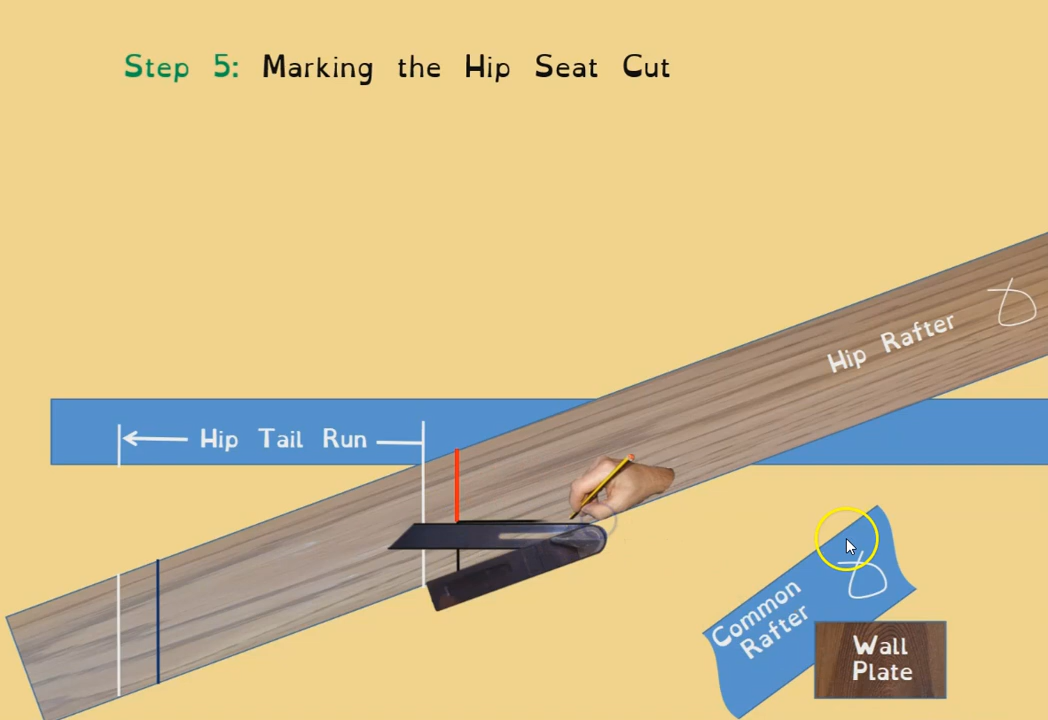 Step 5: Marking the Hip Seat Cut
Hip Rafter
Hip Tail Run
Common
Rafter
Wall
Plate